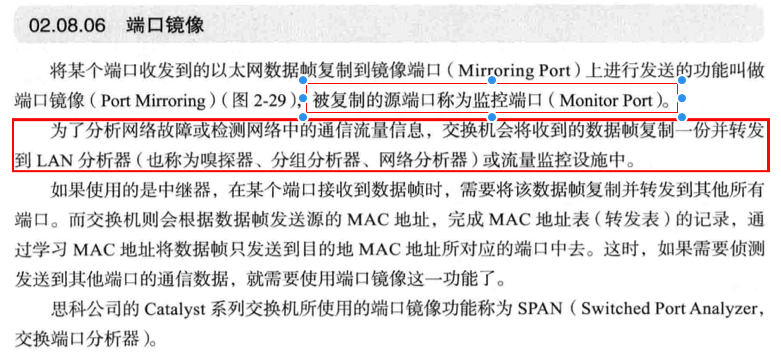 02.08.06 端口镜像
将某个端口收发到的以太网数据帧复制到镜像端口（Mirroring Port）上进行发送的功能叫做
端口镜像（Port Mirroring）（图 2-29），被复制的源端口称为监控端口（Monitor Port）。
为了分析网络故障或检测网络中的通信流量信息，交换机会将收到的数据帧复制一份并转发
到 LAN 分析器（也称为嗅探器、分组分析器、网络分析器）或流量监控设施中。
如果使用的是中继器，在某个端口接收到数据帧时，需要将该数据帧复制并转发到其他所有
端口。而交换机则会根据数据帧发送源的 MAC 地址，完成 MAC 地址表（转发表）的记录，通
过学习 MAC 地址将数据帧只发送到目的地 MAC 地址所对应的端口中去。这时，如果需要侦测
发送到其他端口的通信数据，就需要使用端口镜像这一功能了。
思科公司的 Catalyst 系列交换机所使用的端口镜像功能称为 SPAN（Switched Port Analyzer，
交换端口分析器）。